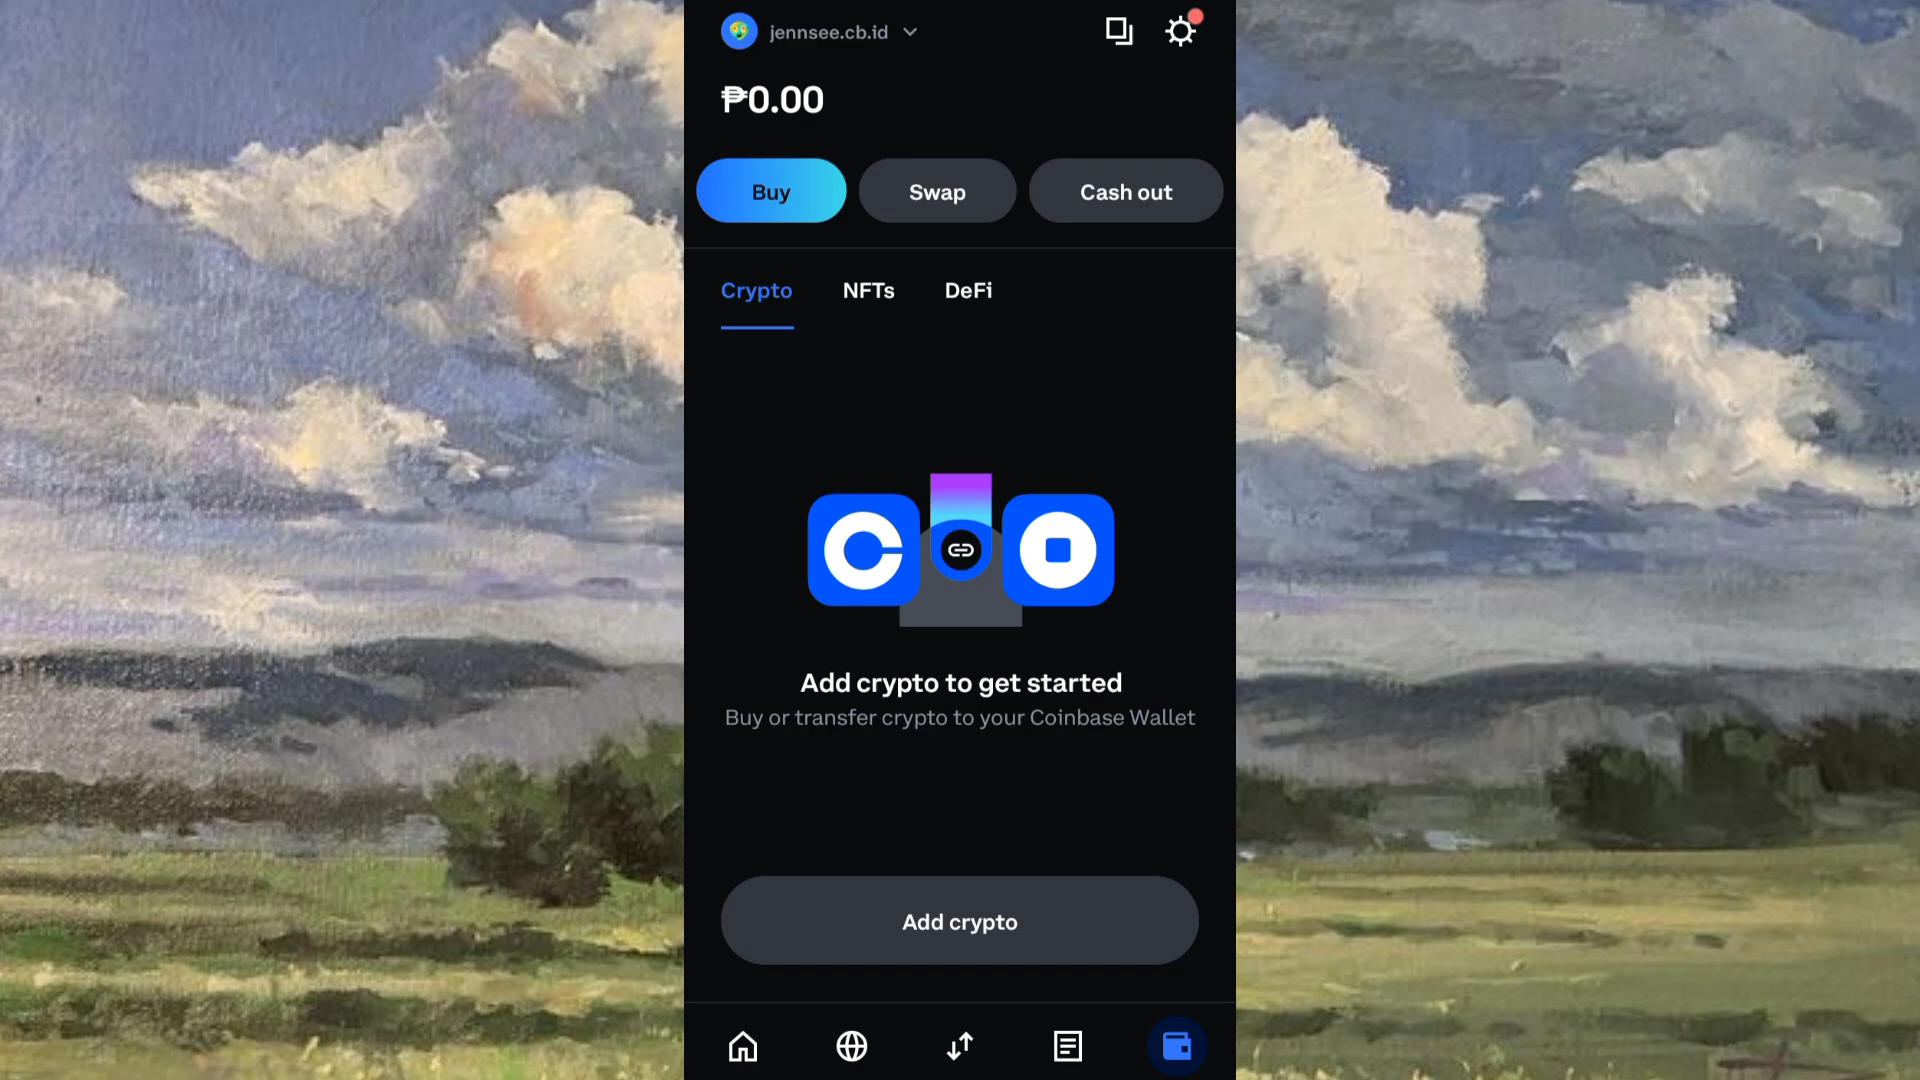 jennsee.cb.id
₱0.00
Buy
Swap
Cash out
Crypto
NFTs
DeFi
Add crypto to get started
Buy or transfer crypto to your Coinbase Wallet
Add crypto